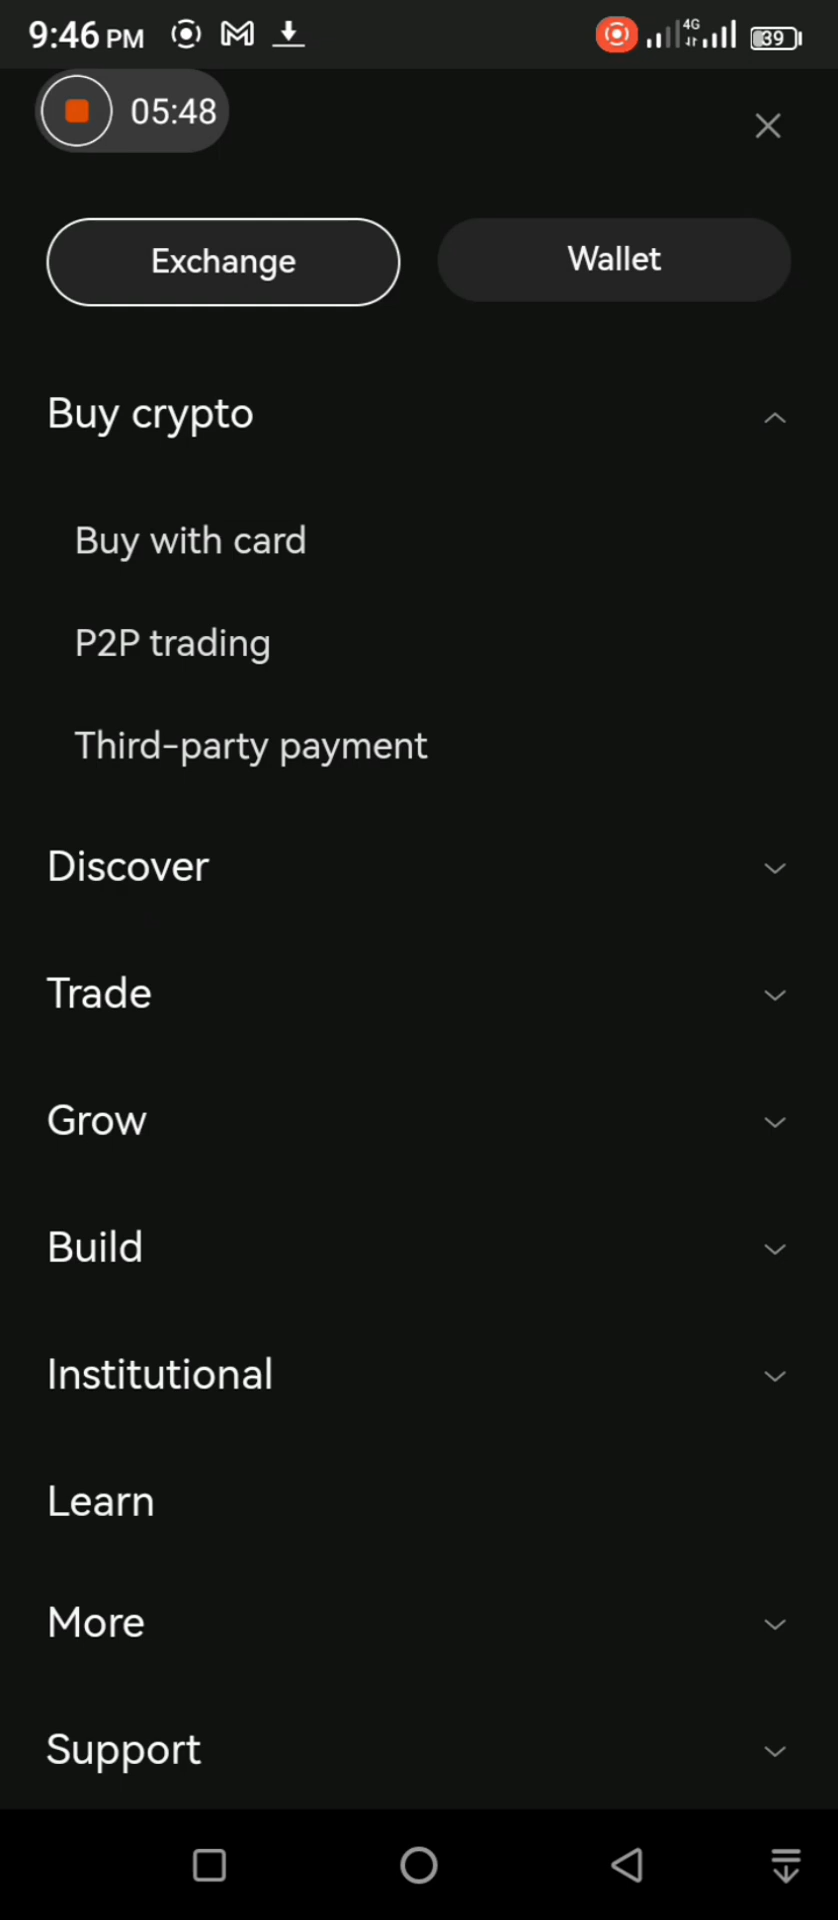 9:46 PM
4G
39
05:48
Exchange
Wallet
Buy crypto
Buy with card
P2P trading
Third-party payment
Discover
Trade
Grow
Build
Institutional
Learn
More
Support